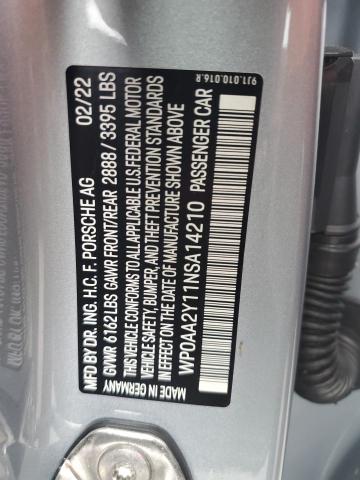 9J1.010.016.R
MFD BY DR. ING. H.C. F. PORSCHE AG 02/22
GVWR 6162 LBS GAWR FRONT/REAR 2888 / 3395 LBS
THIS VEHICLE CONFORMS TO ALL APPLICABLE U.S. FEDERAL MOTOR
VEHICLE SAFETY, BUMPER, AND THEFT PREVENTION STANDARDS
IN EFFECT ON THE DATE OF MANUFACTURE SHOWN ABOVE
WP0AA2Y11NSA14210 PASSENGER CAR
MADE IN GERMANY